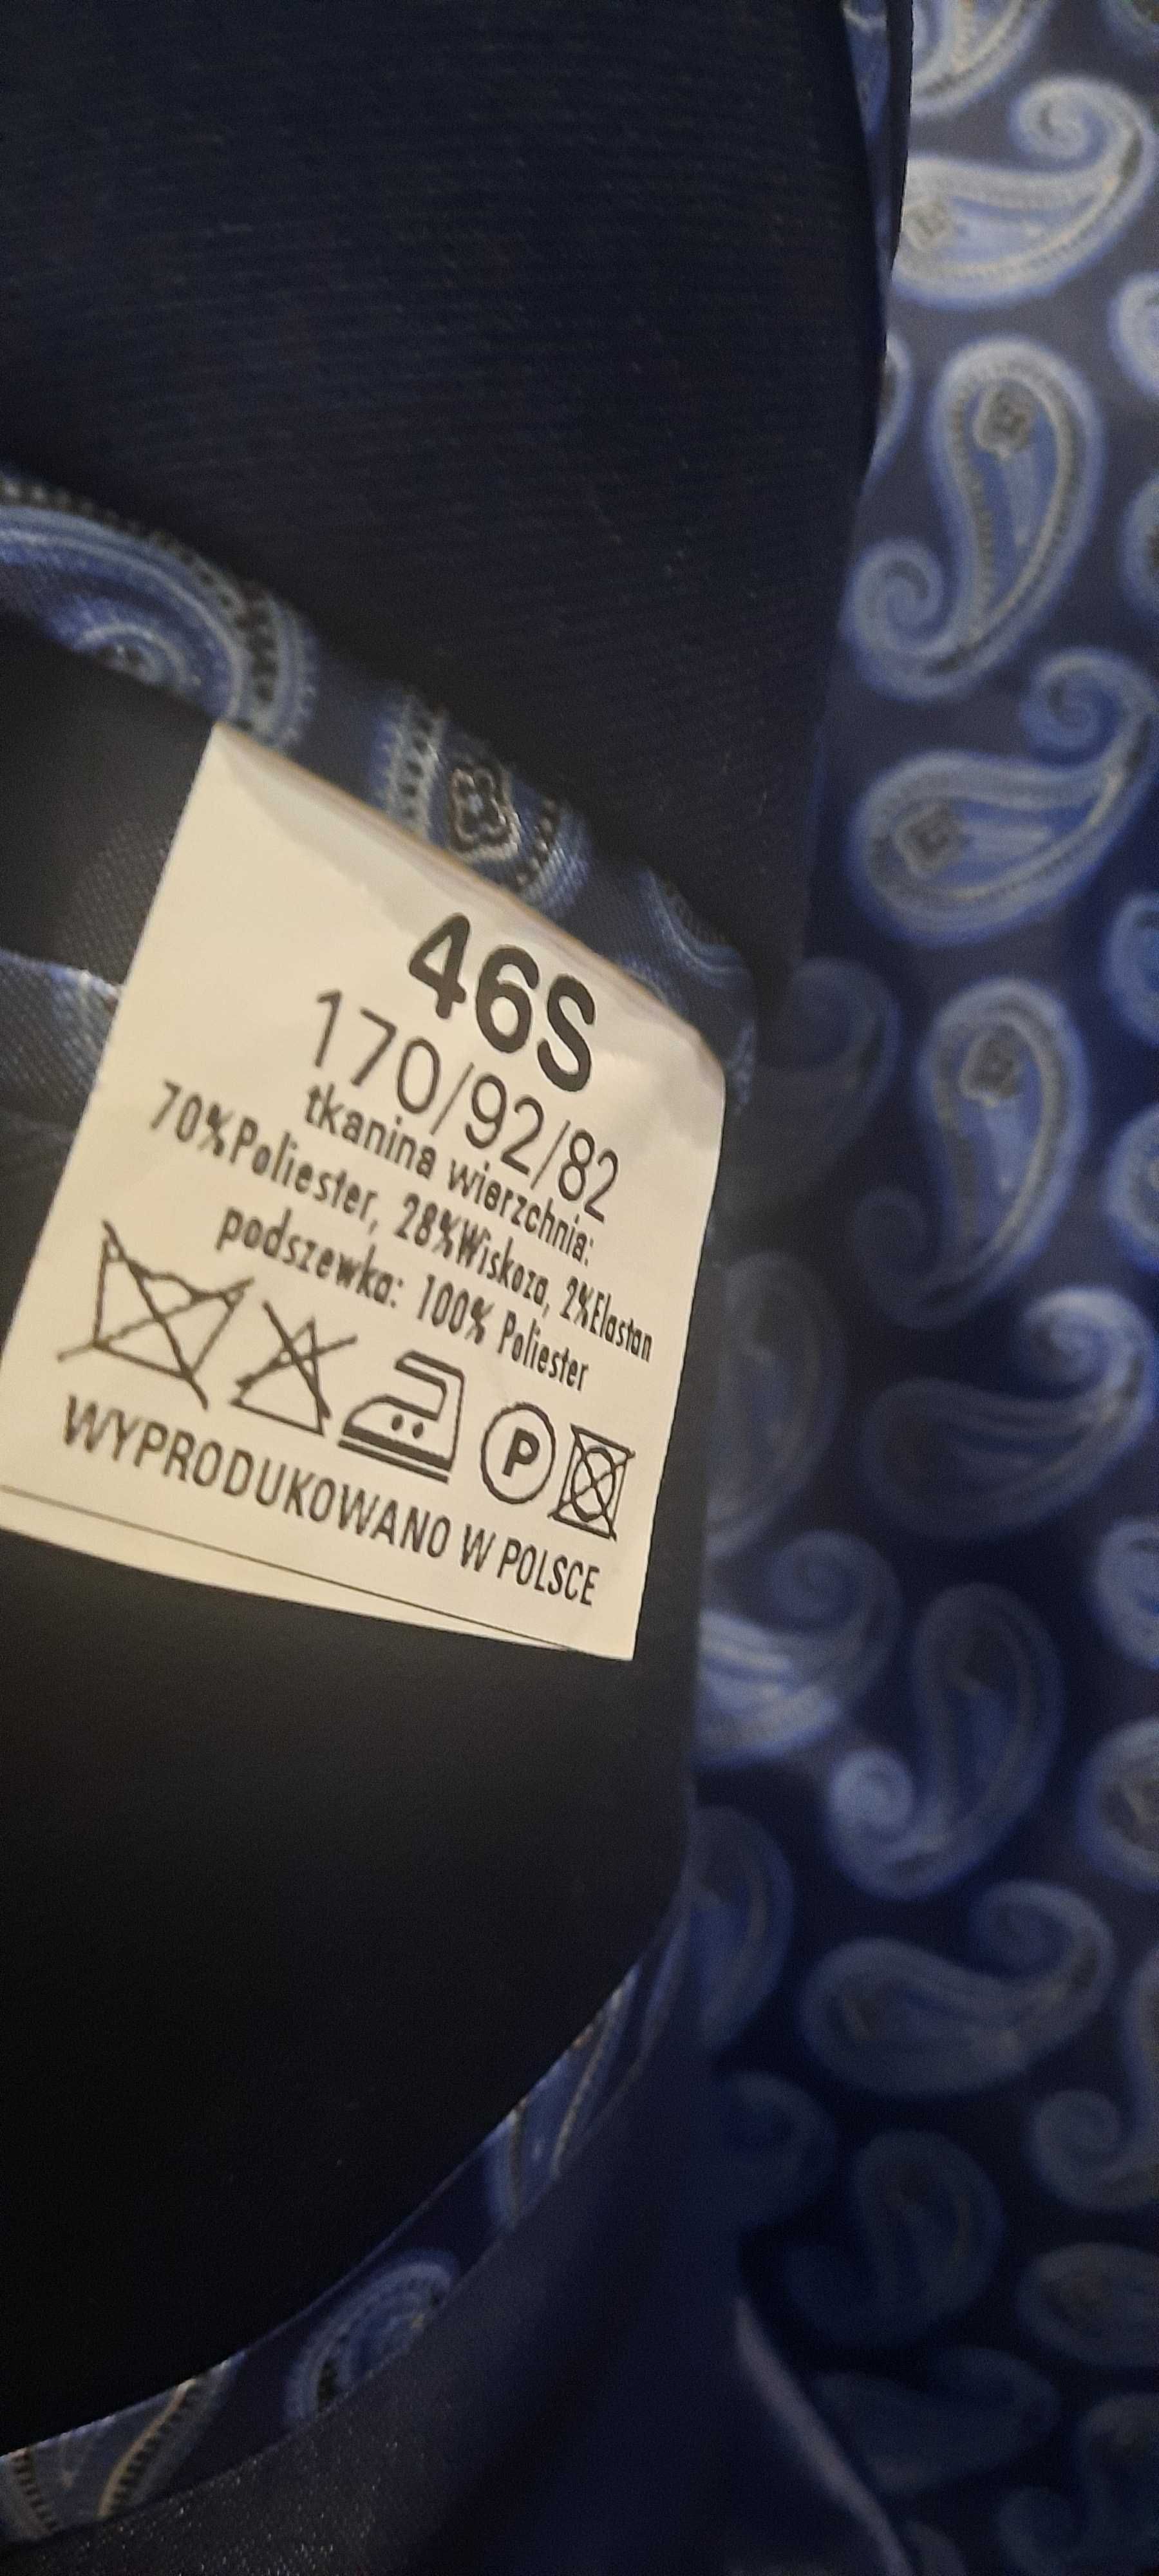 46S
170/92/82
tkanina wierzchnia:
70%Poliester, 28%Wiskoza, 2%Elastan
podszewka: 100% Poliester
P
WYPRODUKOWANO W POLSCE